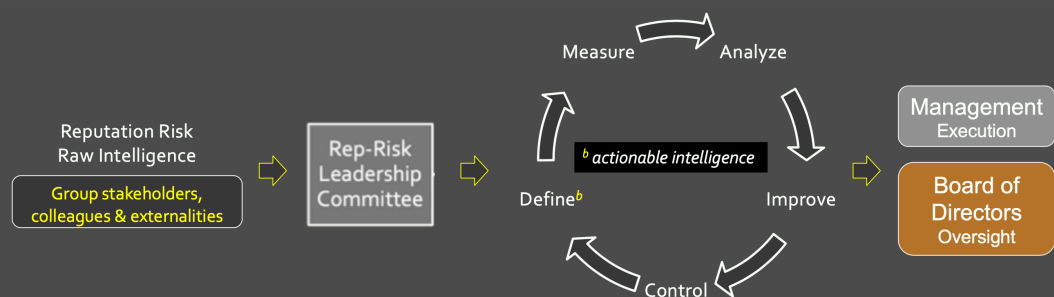 Reputation Risk
Raw Intelligence
Group stakeholders,
colleagues & externalities
Rep-Risk
Leadership
Committee
Measure
Analyze
b actionable intelligence
Defineb
Improve
Control
Management
Execution
Board of
Directors
Oversight